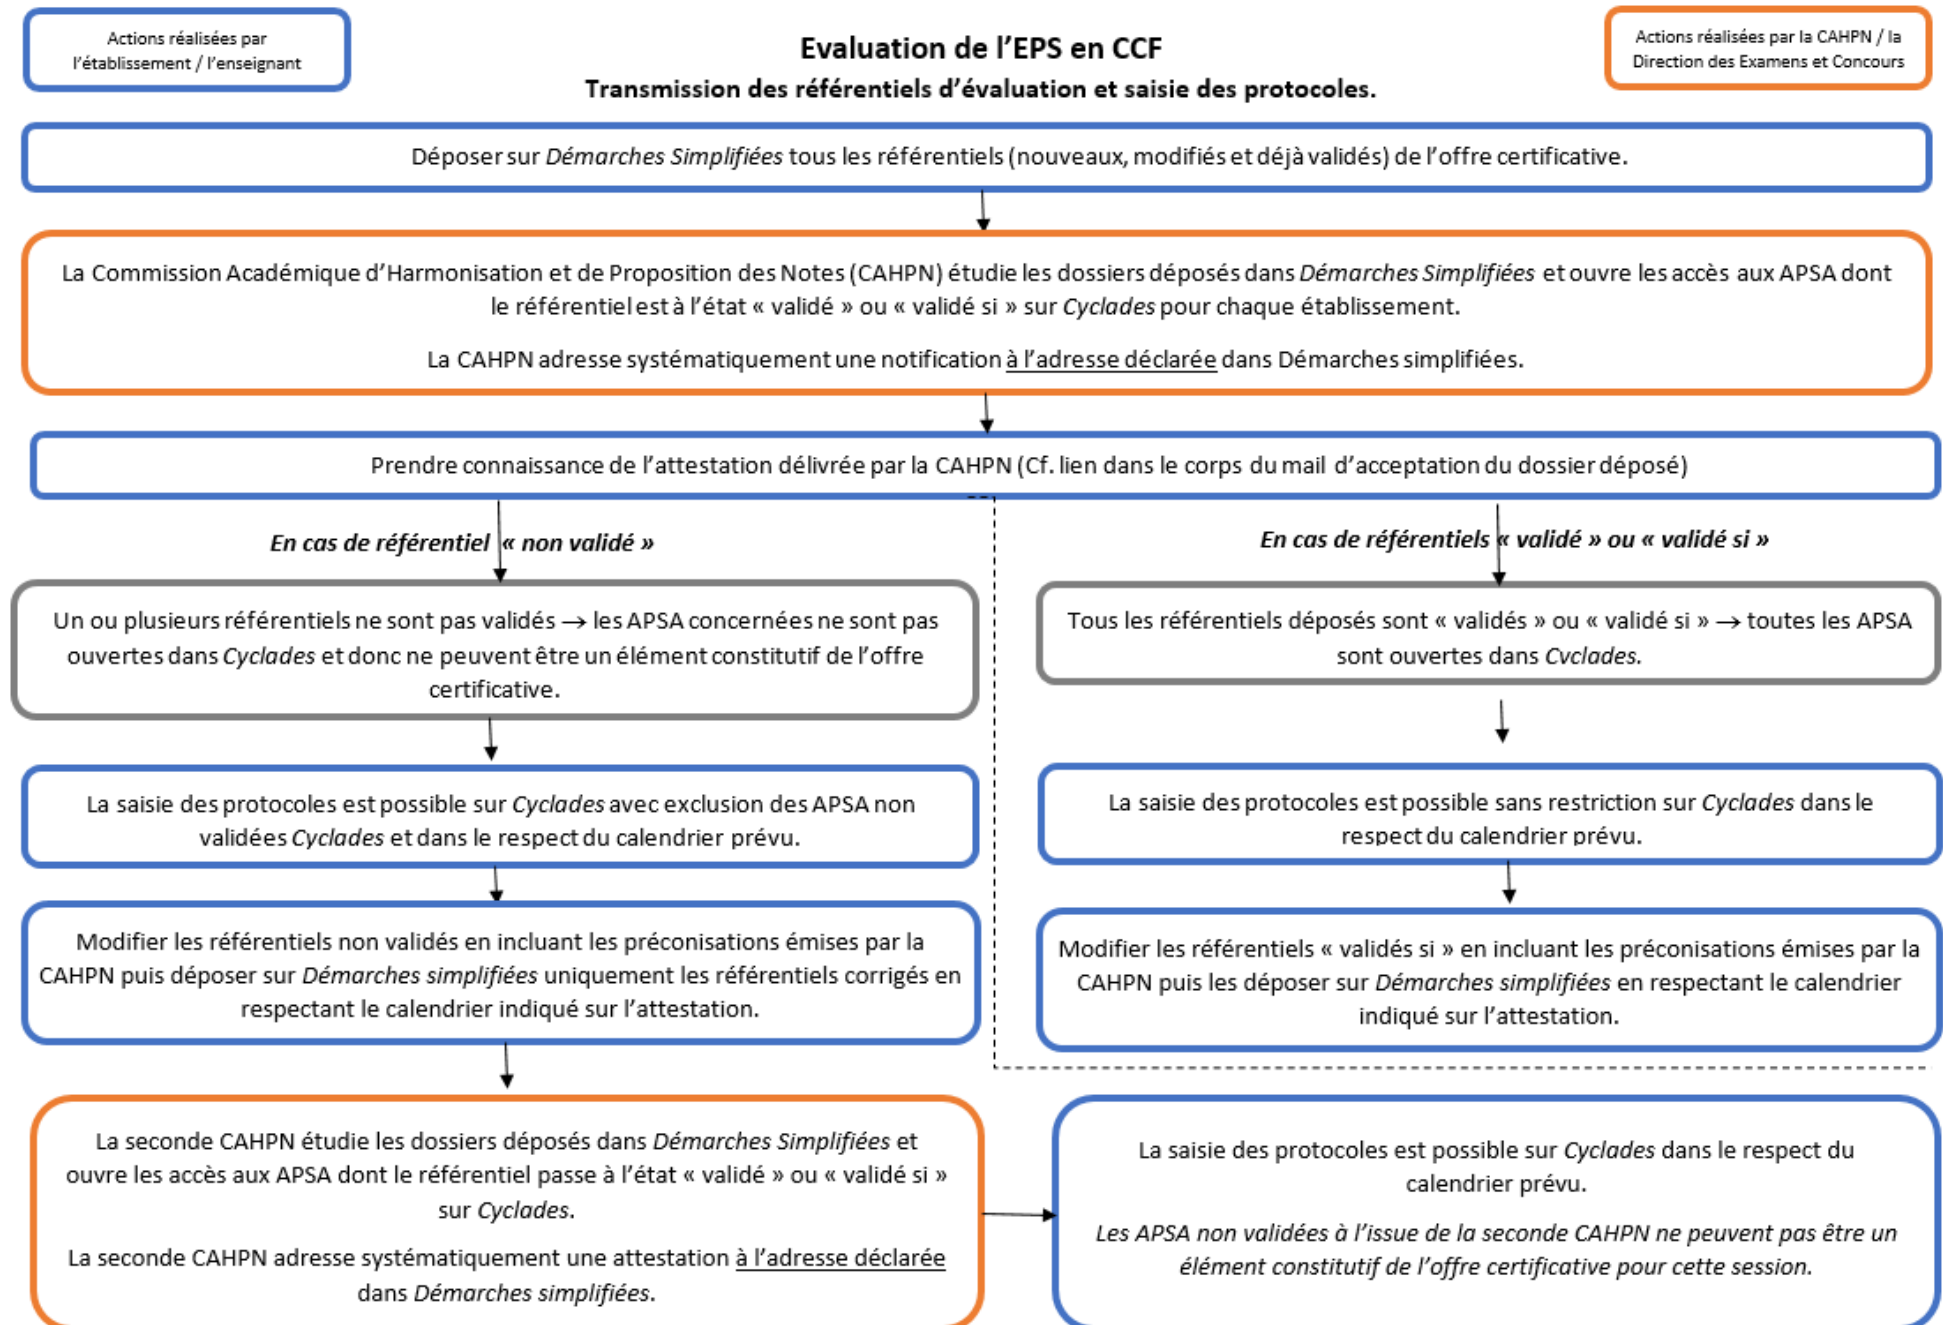 Actions réalisées par
l'établissement / l'enseignant
Evaluation de l'EPS en CCF
Transmission des référentiels d'évaluation et saisie des protocoles.
Actions réalisées par la CAHPN / la
Direction des Examens et Concours
Déposer sur Démarches Simplifiées tous les référentiels (nouveaux, modifiés et déjà validés) de l'offre certificative.
La Commission Académique d'Harmonisation et de Proposition des Notes (CAHPN) étudie les dossiers déposés dans Démarches Simplifiées et ouvre les accès aux APSA dont
le référentiel est à l'état « validé » ou « validé si » sur Cyclades pour chaque établissement.
La CAHPN adresse systématiquement une notification à l'adresse déclarée dans Démarches simplifiées.
Prendre connaissance de l'attestation délivrée par la CAHPN (Cf. lien dans le corps du mail d'acceptation du dossier déposé)
En cas de référentiel « non validé »
Un ou plusieurs référentiels ne sont pas validés → les APSA concernées ne sont pas
ouvertes dans Cyclades et donc ne peuvent être un élément constitutif de l'offre
certificative.
La saisie des protocoles est possible sur Cyclades avec exclusion des APSA non
validées Cyclades et dans le respect du calendrier prévu.
Modifier les référentiels non validés en incluant les préconisations émises par la
CAHPN puis déposer sur Démarches simplifiées uniquement les référentiels corrigés en
respectant le calendrier indiqué sur l'attestation.
En cas de référentiels « validé » ou « validé si »
Tous les référentiels déposés sont « validés » ou « validé si » → toutes les APSA
sont ouvertes dans Cyclades.
La saisie des protocoles est possible sans restriction sur Cyclades dans le
respect du calendrier prévu.
Modifier les référentiels « validés si » en incluant les préconisations émises par la
CAHPN puis les déposer sur Démarches simplifiées en respectant le calendrier
indiqué sur l'attestation.
La seconde CAHPN étudie les dossiers déposés dans Démarches Simplifiées et
ouvre les accès aux APSA dont le référentiel passe à l'état « validé » ou « validé si »
sur Cyclades.
La seconde CAHPN adresse systématiquement une attestation à l'adresse déclarée
dans Démarches simplifiées.
La saisie des protocoles est possible sur Cyclades dans le respect du
calendrier prévu.
Les APSA non validées à l'issue de la seconde CAHPN ne peuvent pas être un
élément constitutif de l'offre certificative pour cette session.